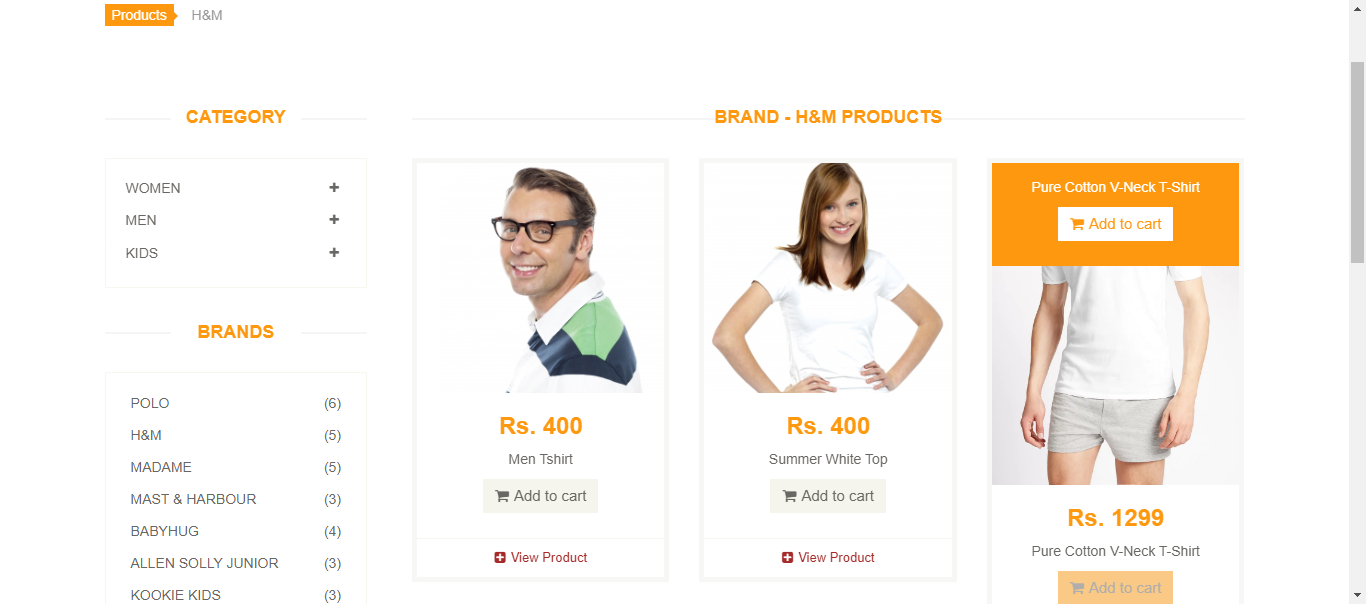 Products H&M
CATEGORY
WOMEN
MEN
KIDS
BRANDS
POLO (6)
H&M (5)
MADAME (5)
MAST & HARBOUR (3)
BABYHUG (4)
ALLEN SOLLY JUNIOR (3)
KOOKIE KIDS (3)
BRAND - H&M PRODUCTS
Rs. 400
Men Tshirt
Add to cart
View Product
Rs. 400
Summer White Top
Add to cart
View Product
Pure Cotton V-Neck T-Shirt
Add to cart
Rs. 1299
Pure Cotton V-Neck T-Shirt
Add to cart